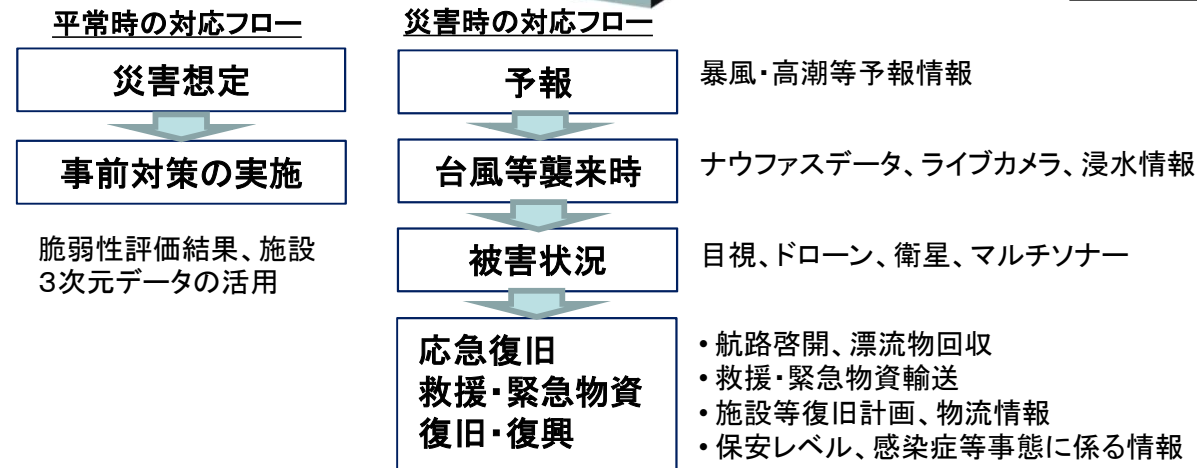 平常時の対応フロー
災害想定
事前対策の実施
脆弱性評価結果、施設
３次元データの活用
災害時の対応フロー
予報
暴風・高潮等予報情報
台風等襲来時
ナウファスデータ、ライブカメラ、浸水情報
被害状況
目視、ドローン、衛星、マルチソナー
応急復旧
救援・緊急物資
復旧・復興
• 航路啓開、漂流物回収
• 救援・緊急物資輸送
• 施設等復旧計画、物流情報
• 保安レベル、感染症等事態に係る情報